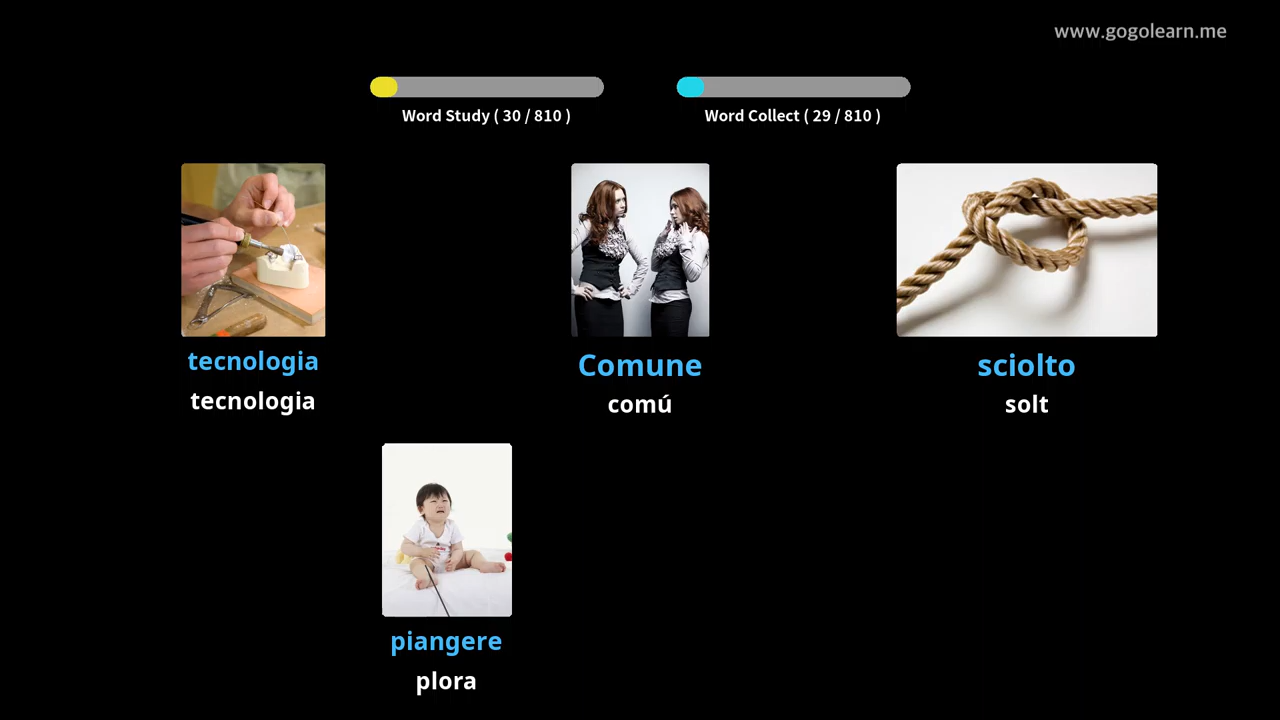 www.gogolearn.me
Word Study ( 30 / 810 )
Word Collect ( 29 / 810 )
tecnologia
tecnologia
Comune
comú
sciolto
solt
piangere
plora